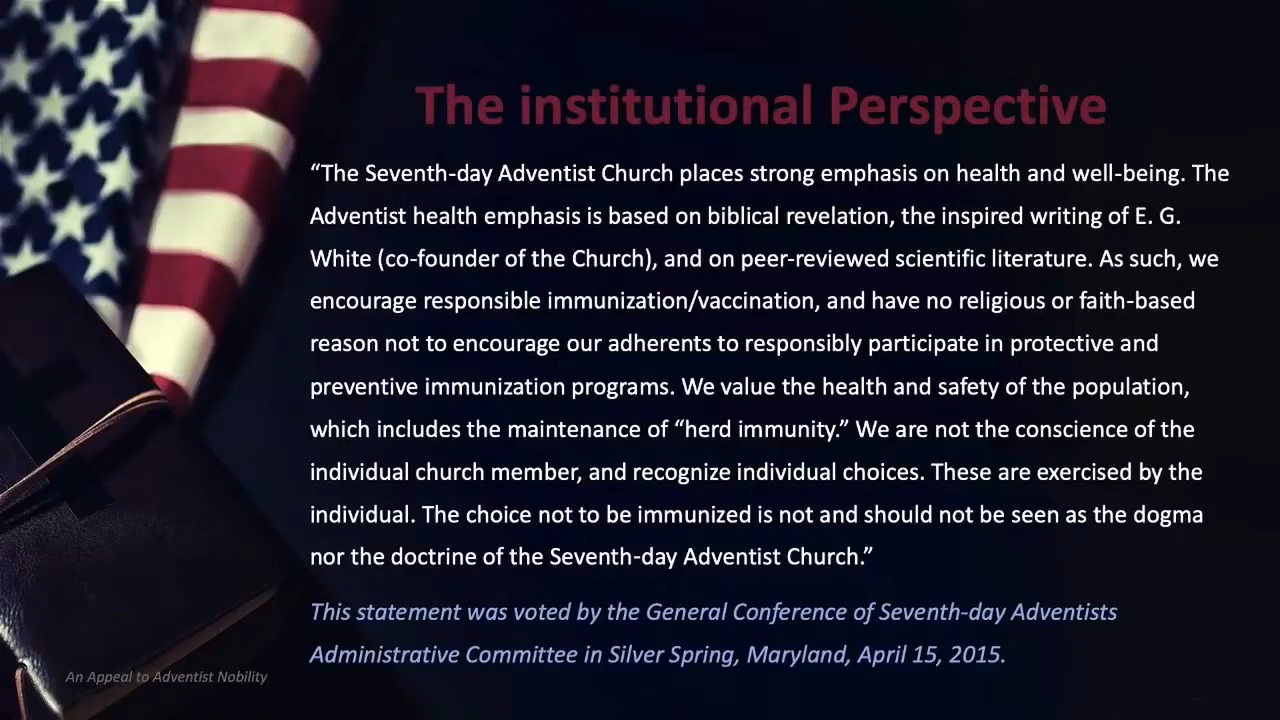 The institutional Perspective
“The Seventh-day Adventist Church places strong emphasis on health and well-being. The
Adventist health emphasis is based on biblical revelation, the inspired writing of E. G.
White (co-founder of the Church), and on peer-reviewed scientific literature. As such, we
encourage responsible immunization/vaccination, and have no religious or faith-based
reason not to encourage our adherents to responsibly participate in protective and
preventive immunization programs. We value the health and safety of the population,
which includes the maintenance of “herd immunity.” We are not the conscience of the
individual church member, and recognize individual choices. These are exercised by the
individual. The choice not to be immunized is not and should not be seen as the dogma
nor the doctrine of the Seventh-day Adventist Church.”
This statement was voted by the General Conference of Seventh-day Adventists
Administrative Committee in Silver Spring, Maryland, April 15, 2015.
An Appeal to Adventist Nobility